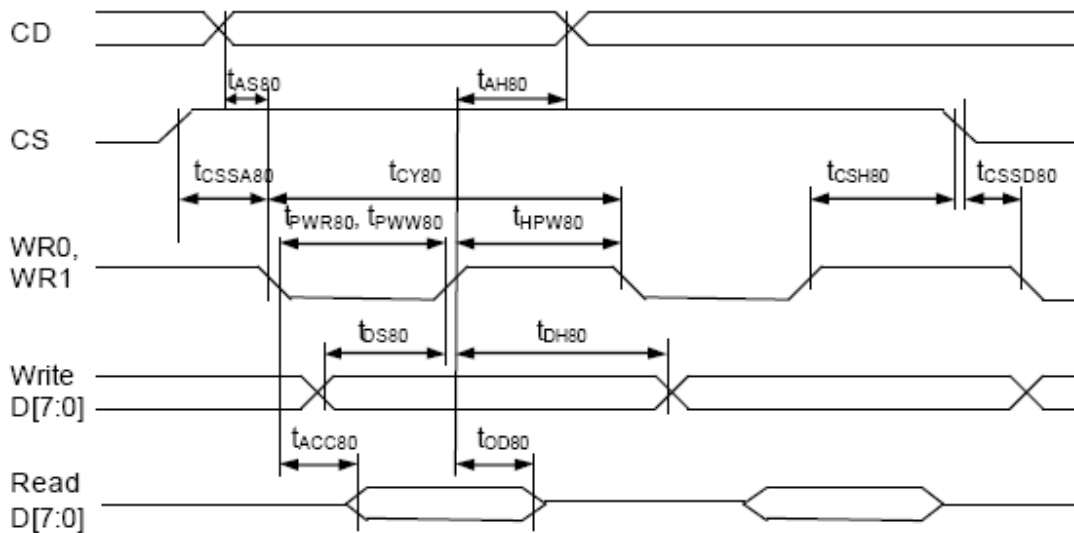 CD
tAS80
tAH80
CS
tCSSA80
tCY80
tCSH80
tCSSD80
tPWR80, tPWW80
tHPW80
WR0,
WR1
tDS80
tDH80
Write
D[7:0]
tACC80
tOD80
Read
D[7:0]